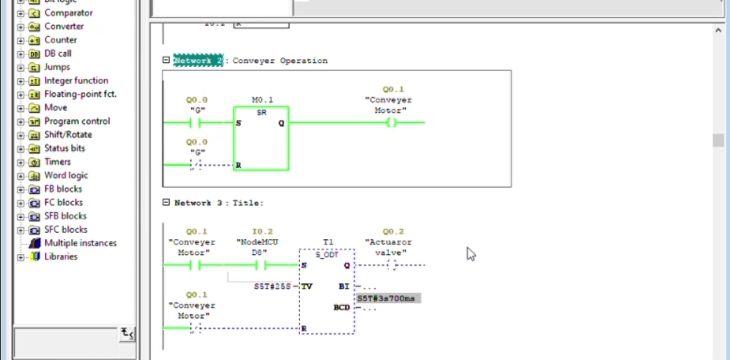 Bit logic
Comparator
Converter
Counter
DB call
Jumps
Integer function
Floating-point fct.
Move
Program control
Shift/Rotate
Status bits
Timers
Word logic
FB blocks
FC blocks
SFB blocks
SFC blocks
Multiple instances
Libraries
R
Network 2 : Conveyer Operation
Q0.0
"G"
M0.1
SR
S
Q
Q0.1
"Conveyer
Motor"
Q0.0
"G"
R
Network 3 : Title:
Q0.1
"Conveyer
Motor"
I0.2
"NodeMCU
D8"
T1
S_ODT
S
Q
Q0.2
"Actuaror
valve"
S5T#25S
TV
BI
...
S5T#3s700ms
BCD
...
Q0.1
"Conveyer
Motor"
R